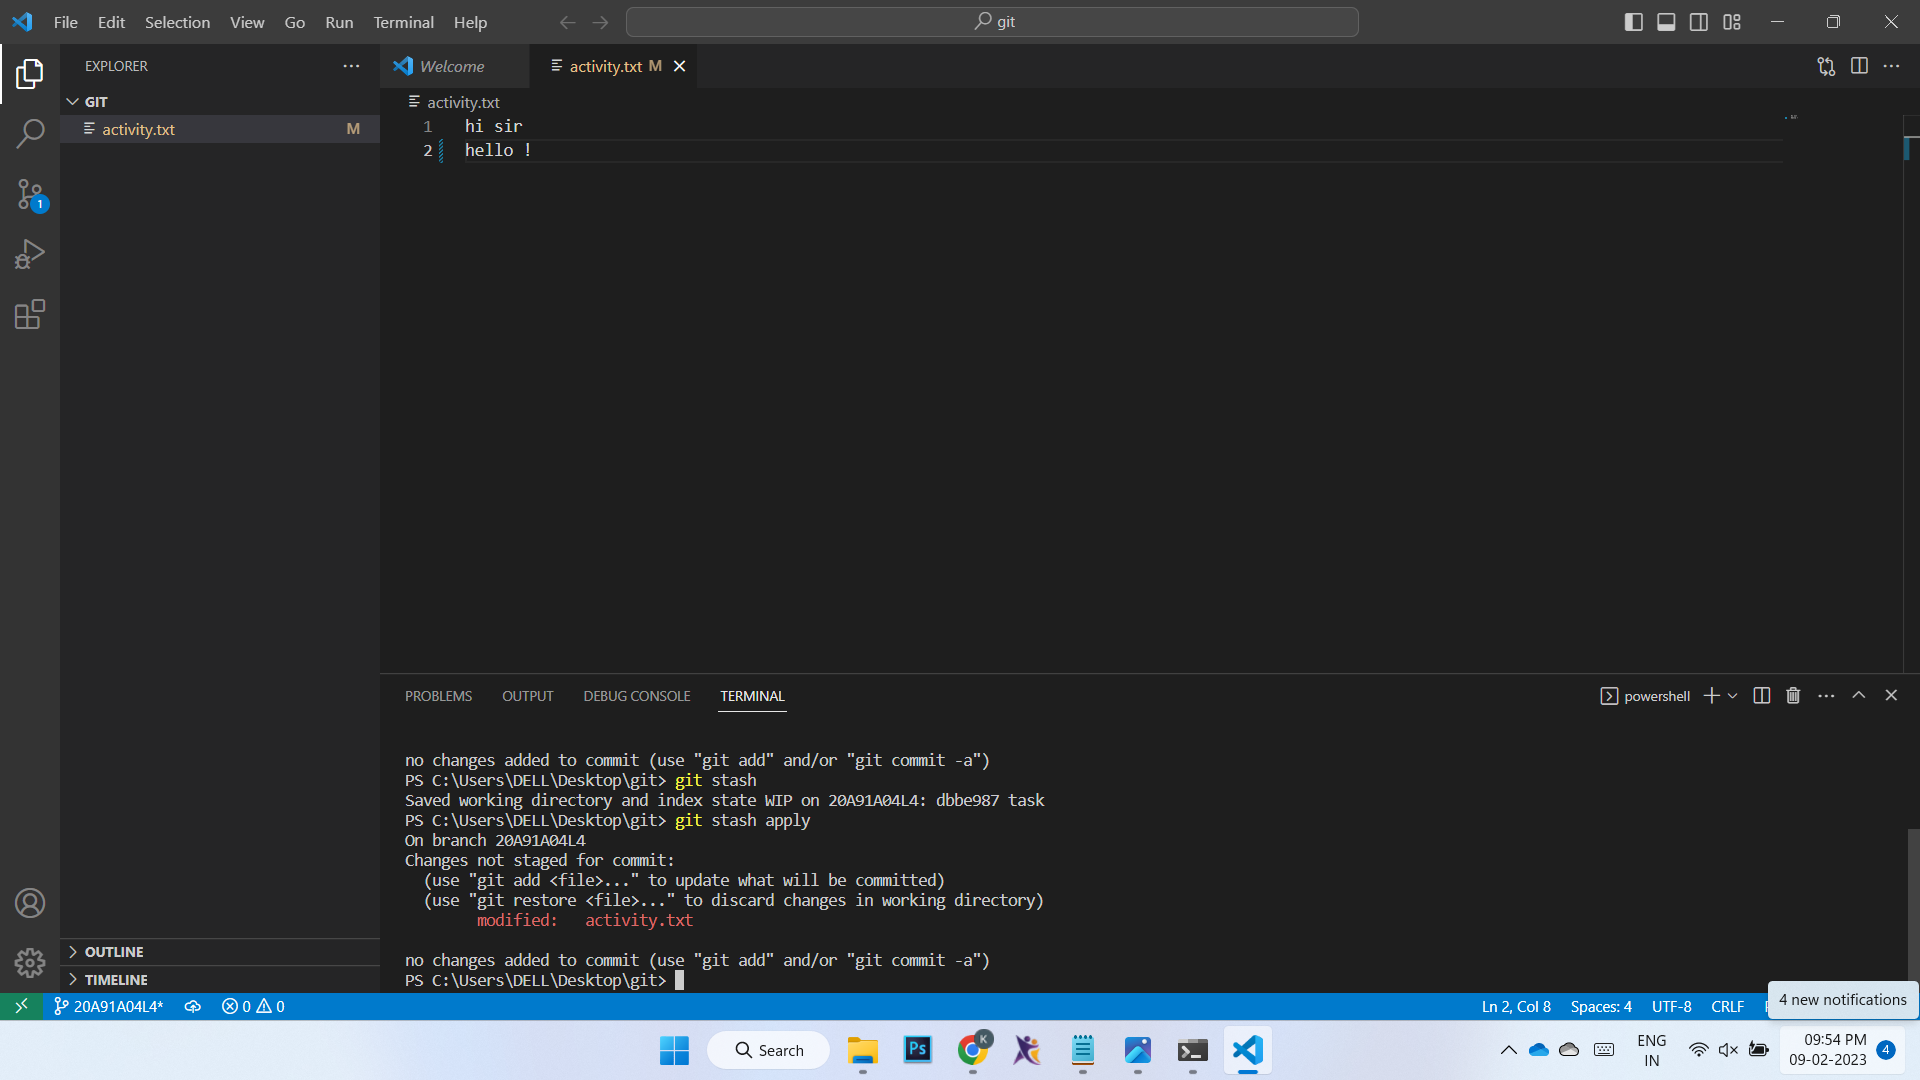 File Edit Selection View Go Run Terminal Help
git
EXPLORER
Welcome
activity.txt M
GIT
activity.txt M
activity.txt
1 hi sir
2 hello !
1
PROBLEMS OUTPUT DEBUG CONSOLE TERMINAL
powershell
no changes added to commit (use "git add" and/or "git commit -a")
PS C:\Users\DELL\Desktop\git> git stash
Saved working directory and index state WIP on 20A91A04L4: dbbe987 task
PS C:\Users\DELL\Desktop\git> git stash apply
On branch 20A91A04L4
Changes not staged for commit:
(use "git add <file>..." to update what will be committed)
(use "git restore <file>..." to discard changes in working directory)
modified: activity.txt
no changes added to commit (use "git add" and/or "git commit -a")
PS C:\Users\DELL\Desktop\git>
OUTLINE
TIMELINE
20A91A04L4* 0 0
Ln 2, Col 8 Spaces: 4 UTF-8 CRLF
4 new notifications
Search
Ps
K
ENG
IN
09:54 PM
09-02-2023
4